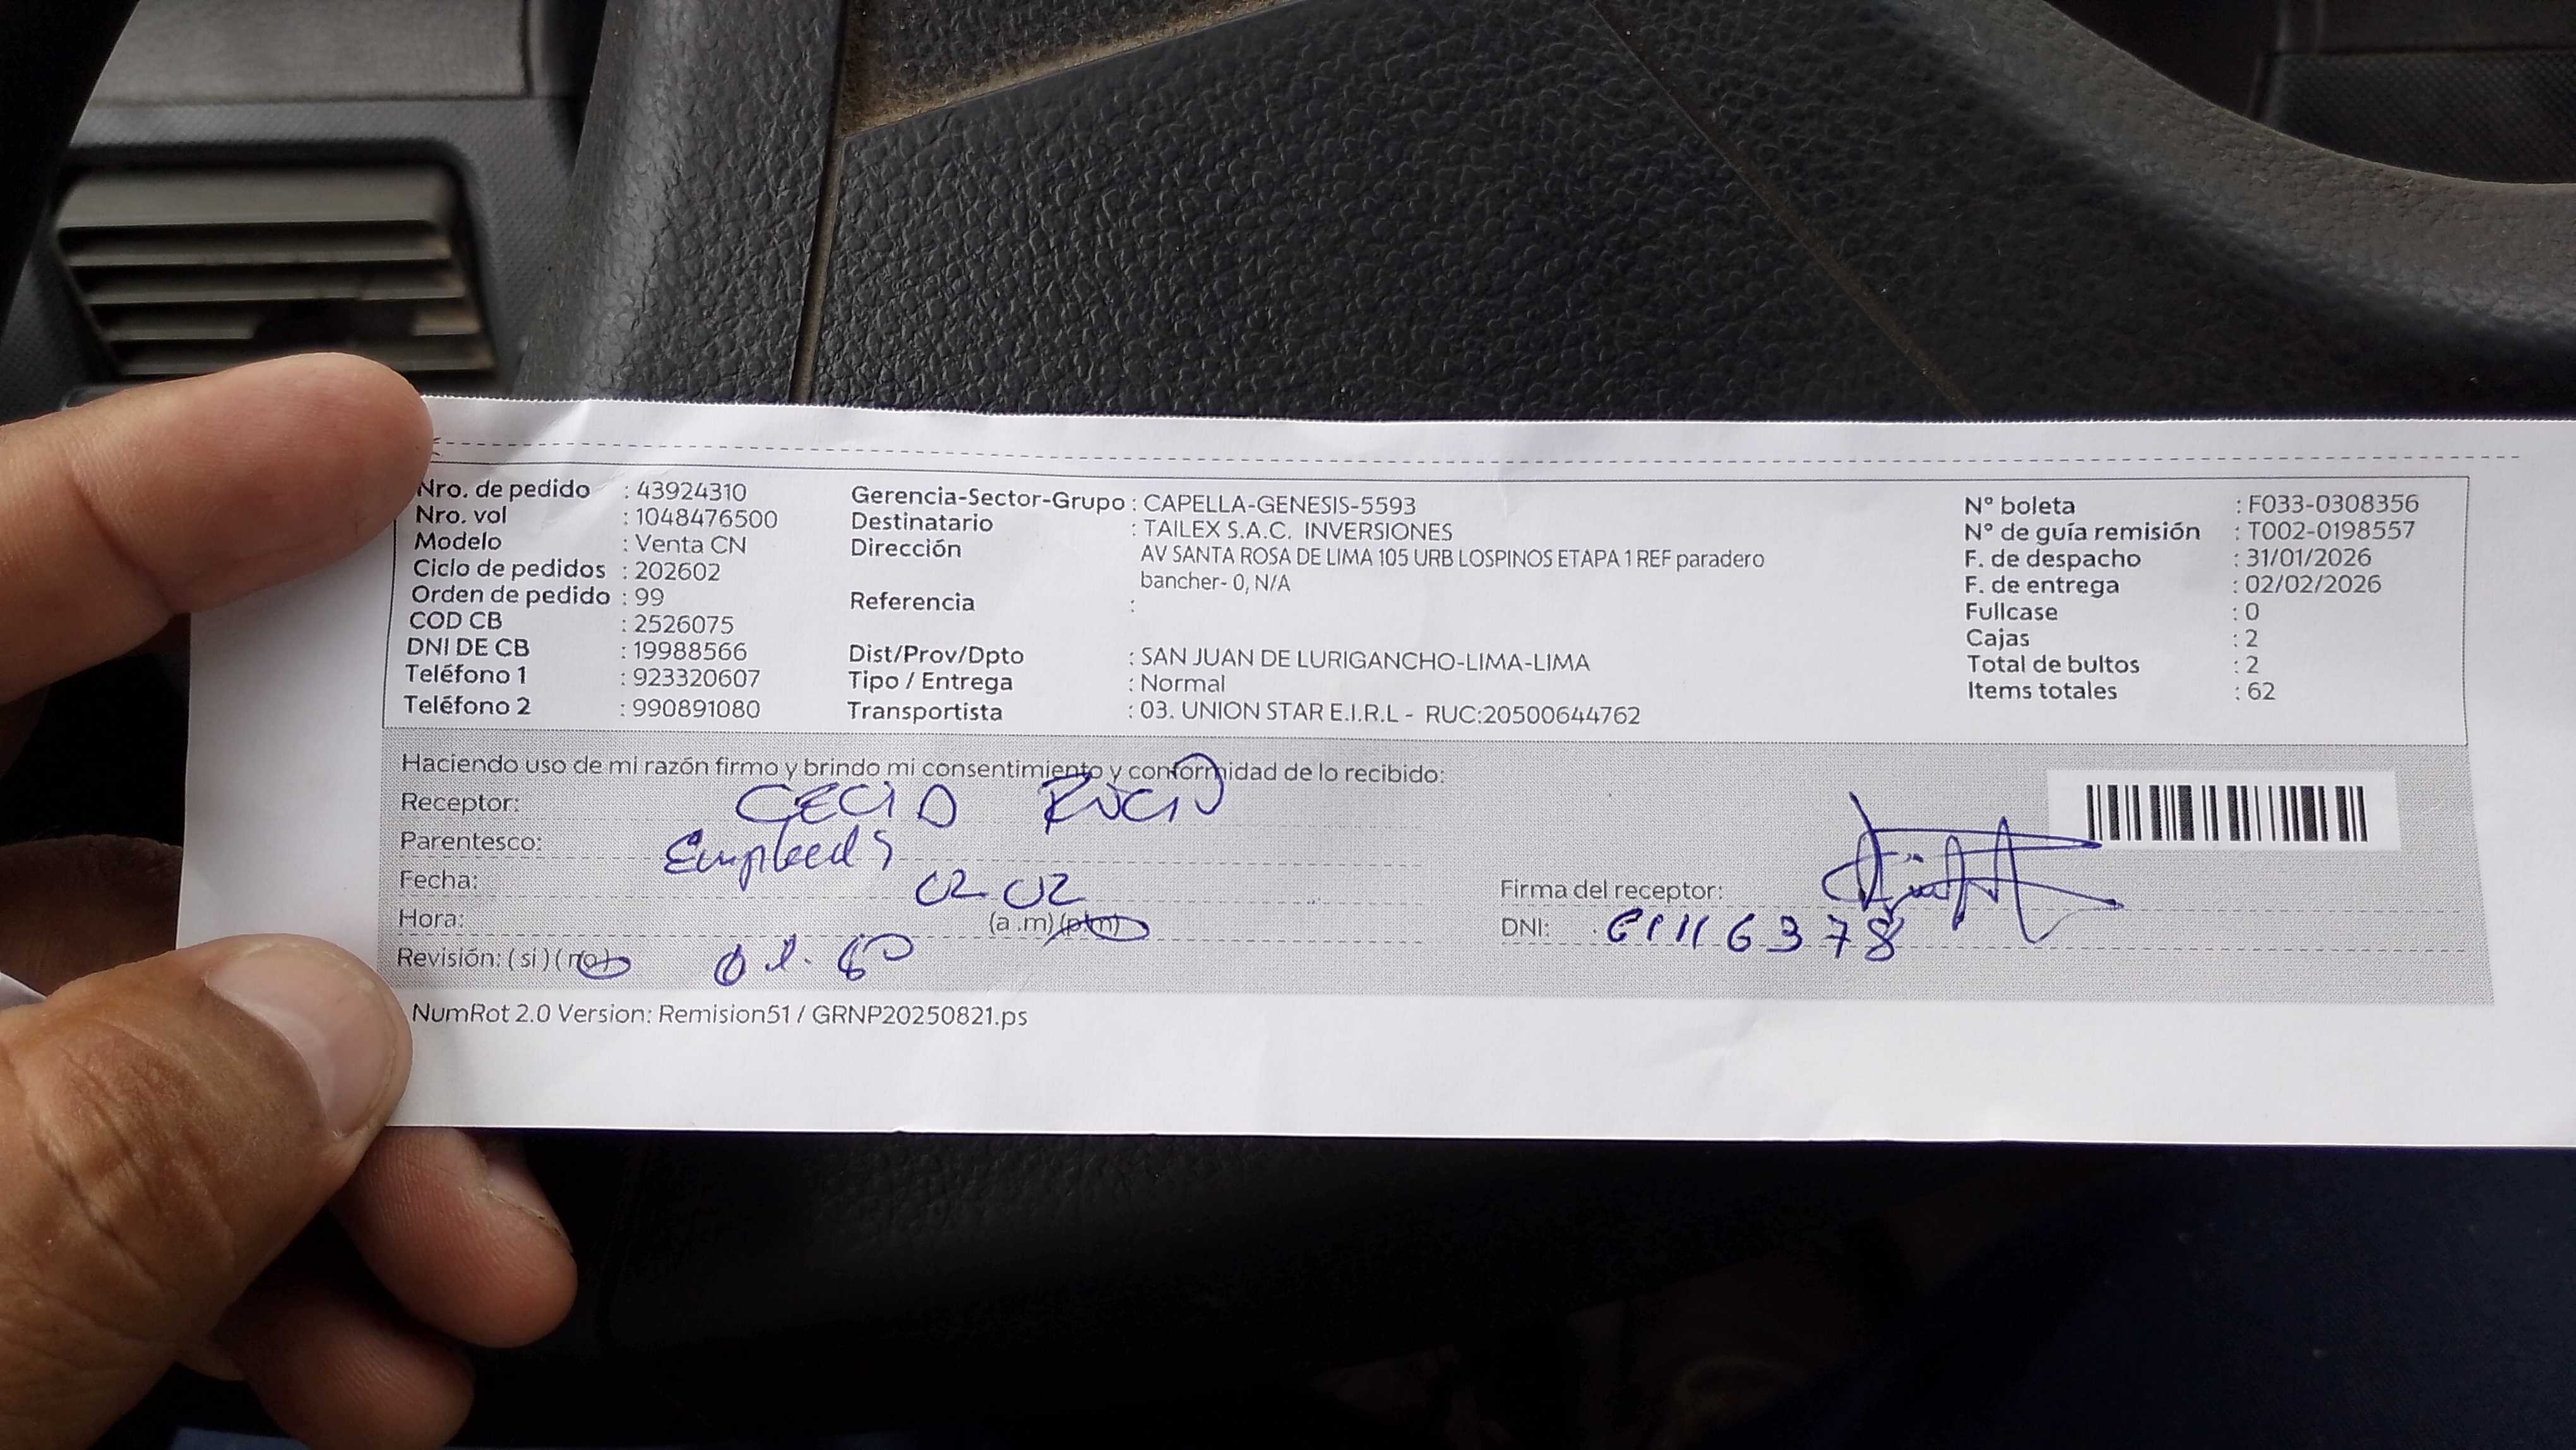 Nro. de pedido : 43924310
Nro. vol : 1048476500
Modelo : Venta CN
Ciclo de pedidos : 202602
Orden de pedido : 99
COD CB : 2526075
DNI DE CB : 19988566
Teléfono 1 : 923320607
Teléfono 2 : 990891080
Gerencia-Sector-Grupo : CAPELLA-GENESIS-5593
Destinatario : TAILEX S.A.C. INVERSIONES
Dirección AV SANTA ROSA DE LIMA 105 URB LOSPINOS ETAPA 1 REF paradero
bancher- 0, N/A
Referencia :
Dist/Prov/Dpto : SAN JUAN DE LURIGANCHO-LIMA-LIMA
Tipo / Entrega : Normal
Transportista : 03. UNION STAR E.I.R.L - RUC:20500644762
Nº boleta : F033-0308356
Nº de guía remisión : T002-0198557
F. de despacho : 31/01/2026
F. de entrega : 02/02/2026
Fullcase : 0
Cajas : 2
Total de bultos : 2
Items totales : 62
Haciendo uso de mi razón firmo y brindo mi consentimiento y conformidad de lo recibido:
Receptor: CECIO ROCIO
Parentesco:
Fecha: 02 02
Hora: (a.m)(p.m)
Revisión: (si)(no)
Firma del receptor:
DNI:
NumRot 2.0 Version: Remision51 / GRNP20250821.ps